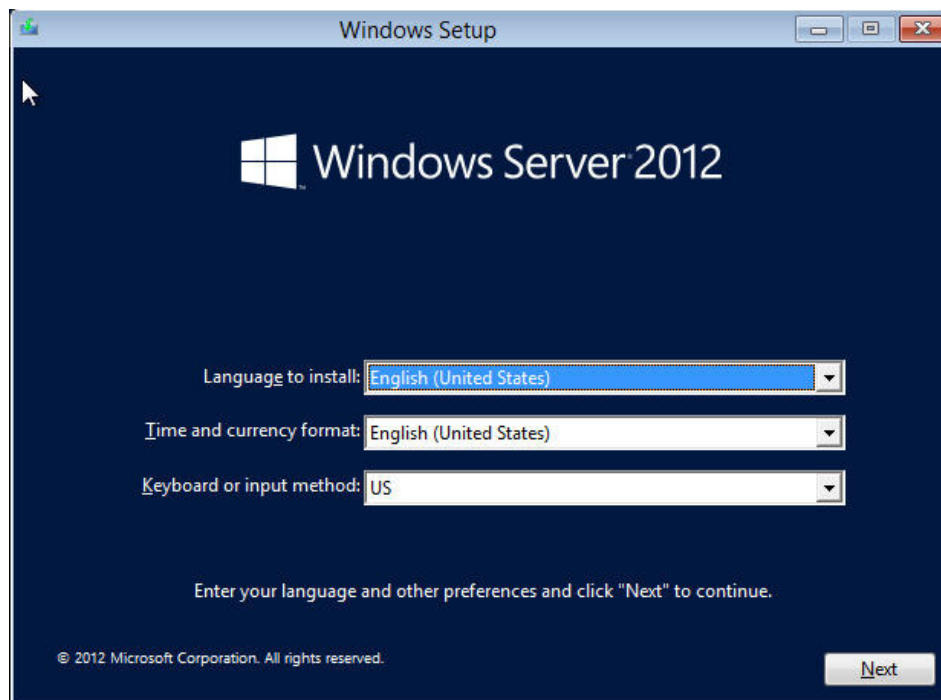 Windows Setup
Windows Server 2012
Language to install: English (United States)
Time and currency format: English (United States)
Keyboard or input method: US
Enter your language and other preferences and click "Next" to continue.
© 2012 Microsoft Corporation. All rights reserved.
Next